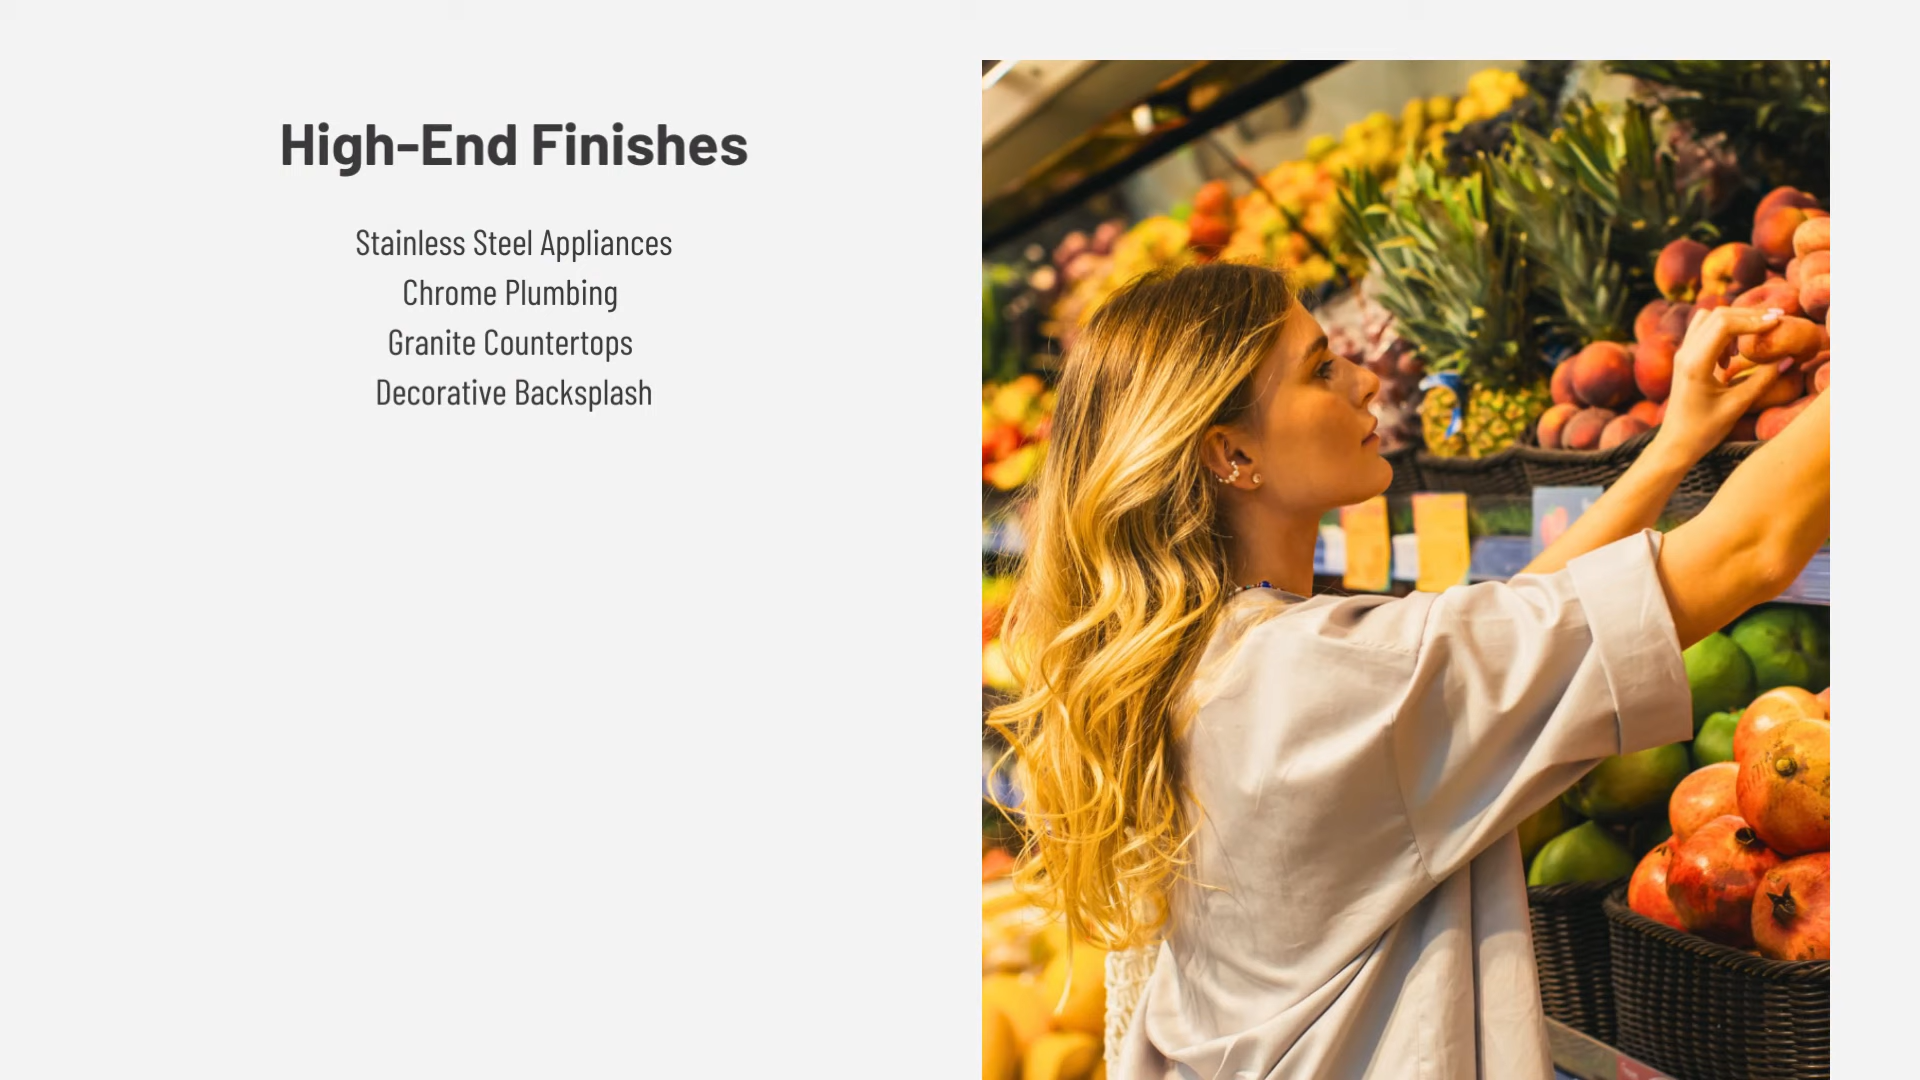 High-End Finishes
Stainless Steel Appliances
Chrome Plumbing
Granite Countertops
Decorative Backsplash